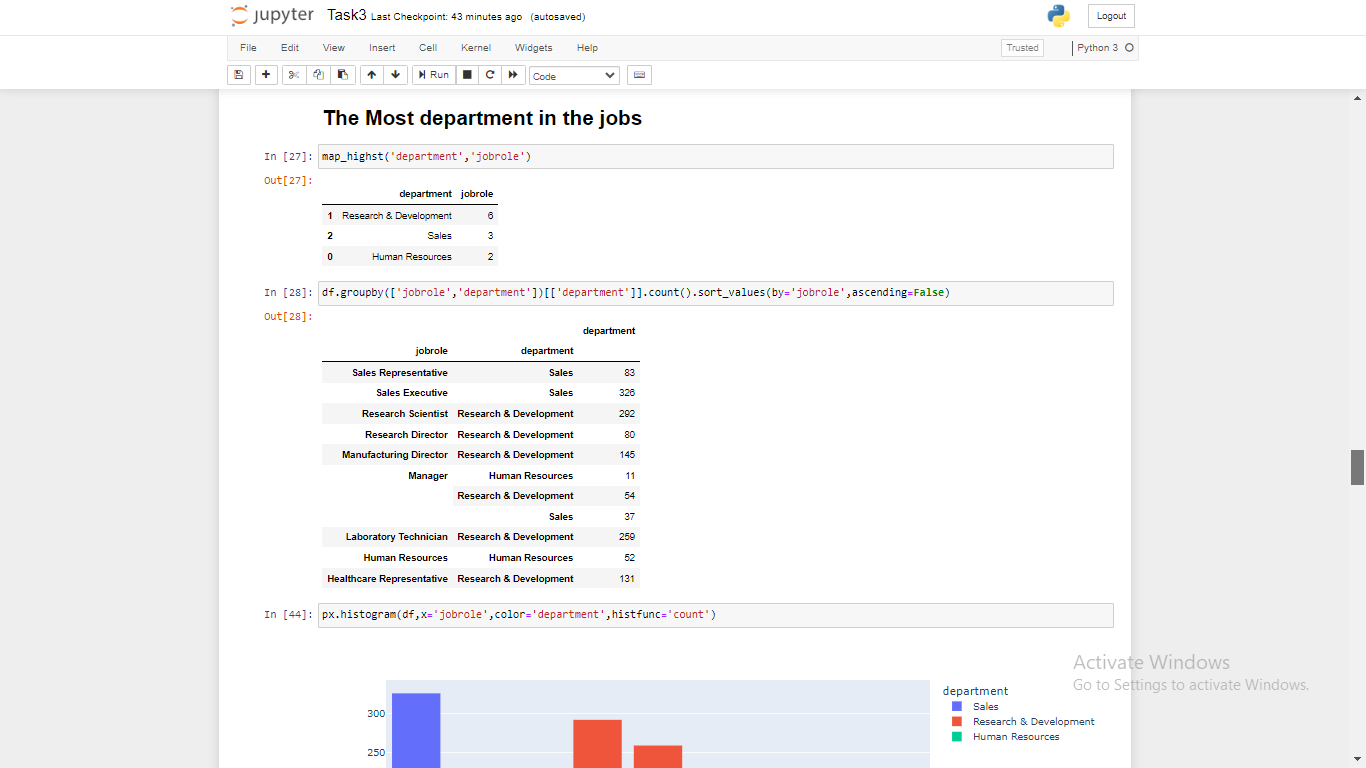 jupyter Task3 Last Checkpoint: 43 minutes ago (autosaved) Logout
File Edit View Insert Cell Kernel Widgets Help Trusted Python 3
Run Code
The Most department in the jobs
In [27]: map_highst('department','jobrole')
Out[27]:
department jobrole
1 Research & Development 6
2 Sales 3
0 Human Resources 2
In [28]: df.groupby(['jobrole','department'])[['department']].count().sort_values(by='jobrole',ascending=False)
Out[28]:
department
jobrole department
Sales Representative Sales 83
Sales Executive Sales 326
Research Scientist Research & Development 292
Research Director Research & Development 80
Manufacturing Director Research & Development 145
Manager Human Resources 11
Research & Development 54
Sales 37
Laboratory Technician Research & Development 259
Human Resources Human Resources 52
Healthcare Representative Research & Development 131
In [44]: px.histogram(df,x='jobrole',color='department',histfunc='count')
Activate Windows
Go to Settings to activate Windows.
department
Sales
Research & Development
Human Resources
300
250